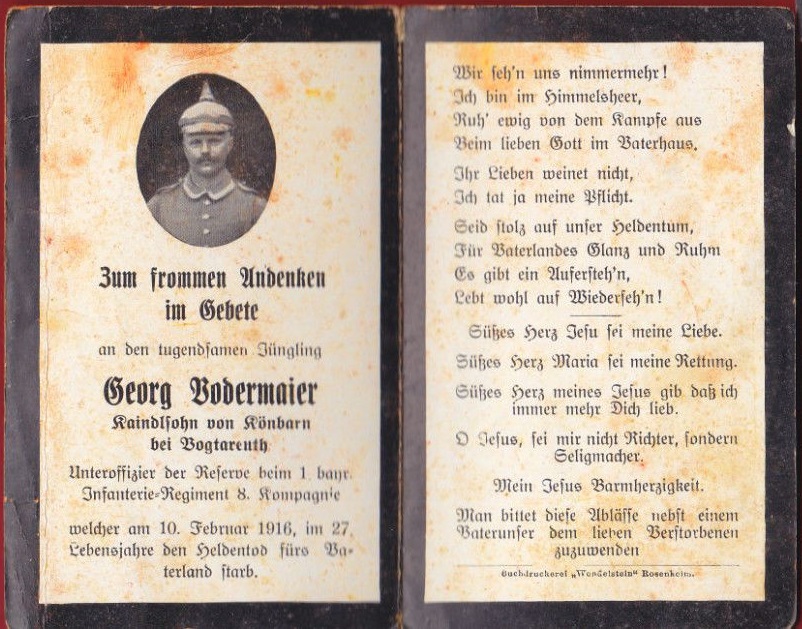 Zum frommen Andenken
im Gebete
an den tugendsamen Jüngling
Georg Vodermaier
Kaindlsohn von Könbarn
bei Vogtareuth
Unteroffizier der Reserve beim 1. bayr.
Infanterie-Regiment 8. Kompagnie
welcher am 10. Februar 1916, im 27.
Lebensjahre den Heldentod fürs Va-
terland starb.
Wir seh'n uns nimmermehr!
Ich bin im Himmelsheer,
Ruh' ewig von dem Kampfe aus
Beim lieben Gott im Vaterhaus.
Ihr Lieben weinet nicht,
Ich tat ja meine Pflicht.
Seid stolz auf unser Heldentum,
Für Vaterlandes Glanz und Ruhm
Es gibt ein Aufersteh'n,
Lebt wohl auf Wiederseh'n!
Süßes Herz Jesu sei meine Liebe.
Süßes Herz Maria sei meine Rettung.
Süßes Herz meines Jesus gib daß ich
immer mehr Dich lieb.
O Jesus, sei mir nicht Richter, sondern
Seligmacher.
Mein Jesus Barmherzigkeit.
Man bittet diese Ablässe nebst einem
Vaterunser dem lieben Verstorbenen
zuzuwenden
Buchdruckerei „Wendelstein" Rosenheim.